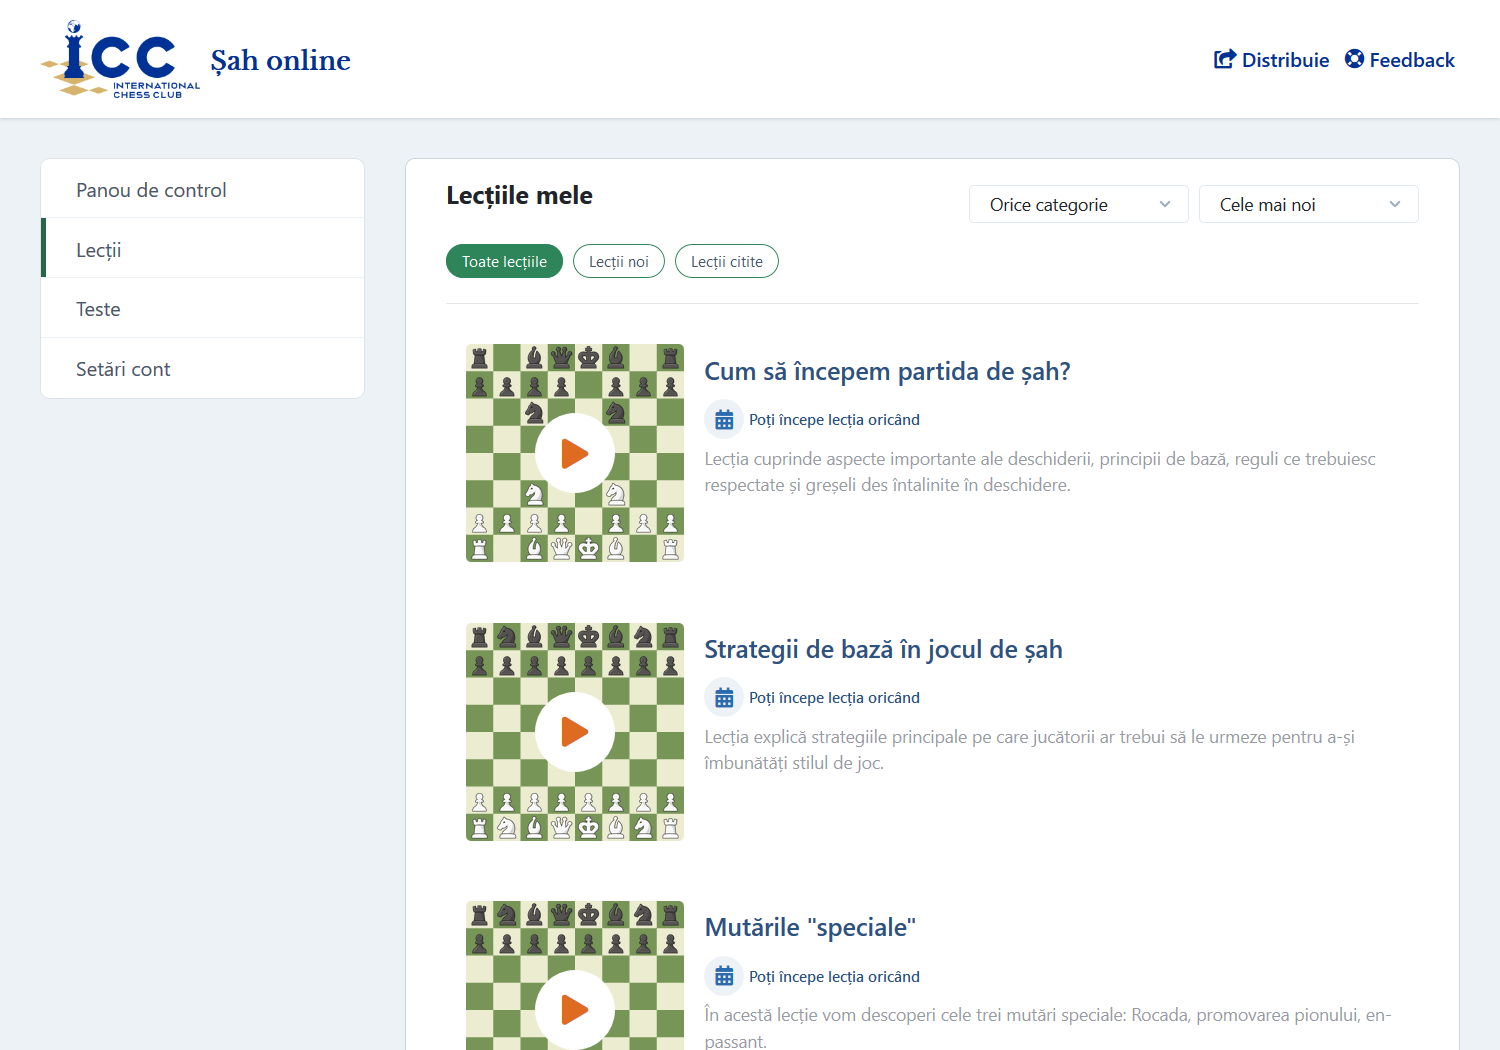 ICC
INTERNATIONAL
CHESS CLUB
Șah online
Distribuie
Feedback
Panou de control
Lecții
Teste
Setări cont
Lecțiile mele
Orice categorie
Cele mai noi
Toate lecțiile
Lecții noi
Lecții citite
Cum să începem partida de șah?
Poți începe lecția oricând
Lecția cuprinde aspecte importante ale deschiderii, principii de bază, reguli ce trebuiesc
respectate și greșeli des întalinite în deschidere.
Strategii de bază în jocul de șah
Poți începe lecția oricând
Lecția explică strategiile principale pe care jucătorii ar trebui să le urmeze pentru a-și
îmbunătăți stilul de joc.
Mutările "speciale"
Poți începe lecția oricând
În acestă lecție vom descoperi cele trei mutări speciale: Rocada, promovarea pionului, en-
passant.